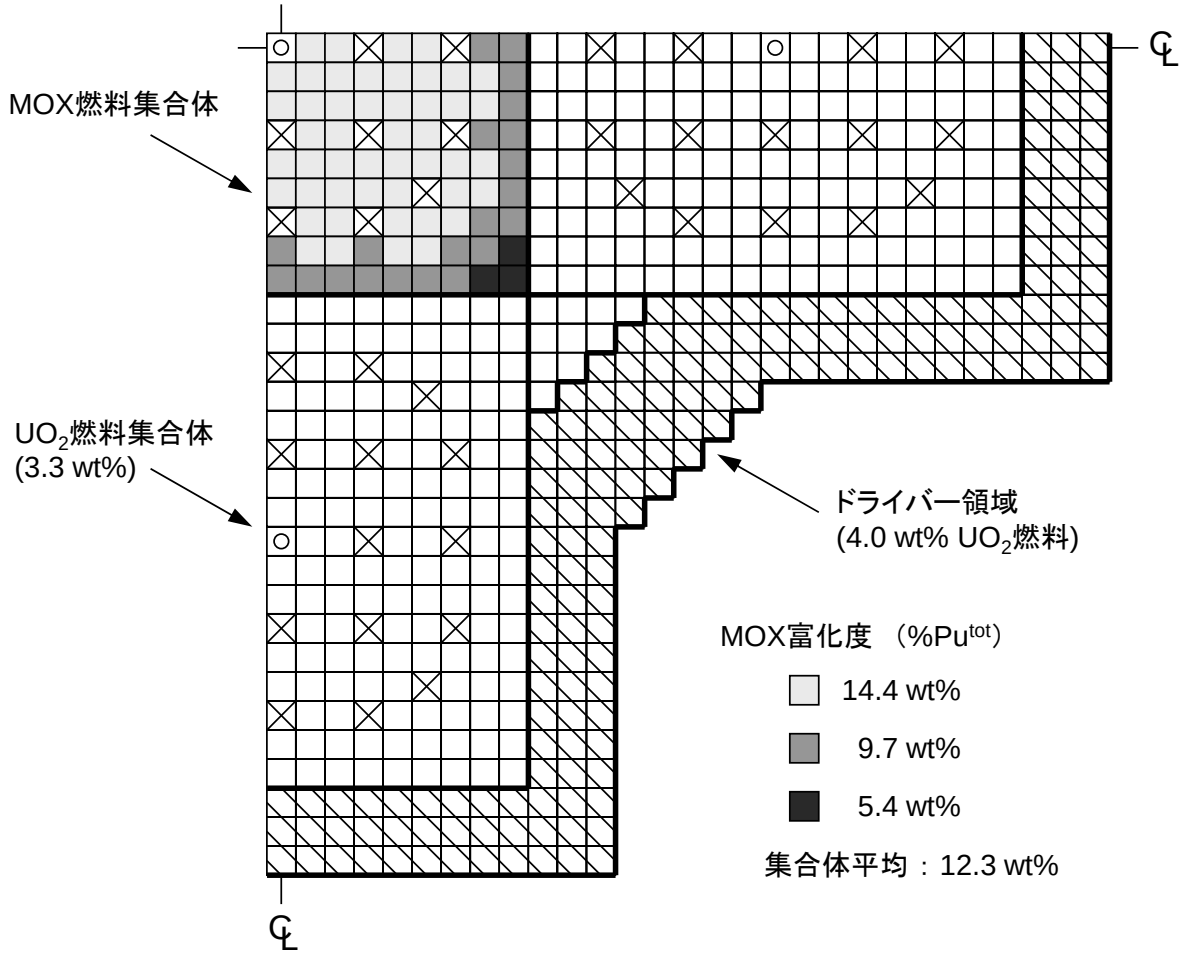 ℄
MOX燃料集合体
UO₂燃料集合体
(3.3 wt%)
ドライバー領域
(4.0 wt% UO₂燃料)
MOX富化度 （%Puᵗᵒᵗ）
14.4 wt%
9.7 wt%
5.4 wt%
集合体平均 : 12.3 wt%
℄